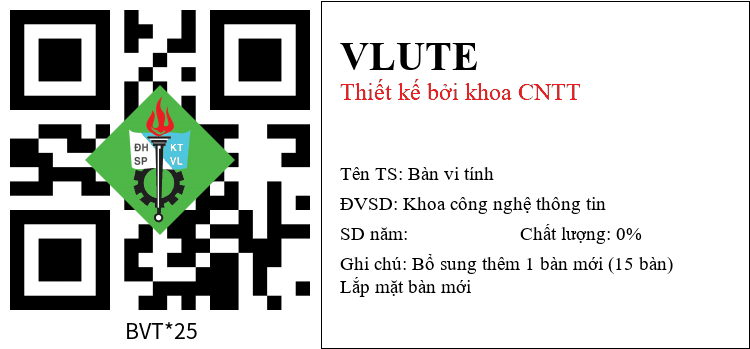 ĐH KT
SP VL
BVT*25
VLUTE
Thiết kế bởi khoa CNTT
Tên TS: Bàn vi tính
ĐVSD: Khoa công nghệ thông tin
SD năm: Chất lượng: 0%
Ghi chú: Bổ sung thêm 1 bàn mới (15 bàn)
Lắp mặt bàn mới